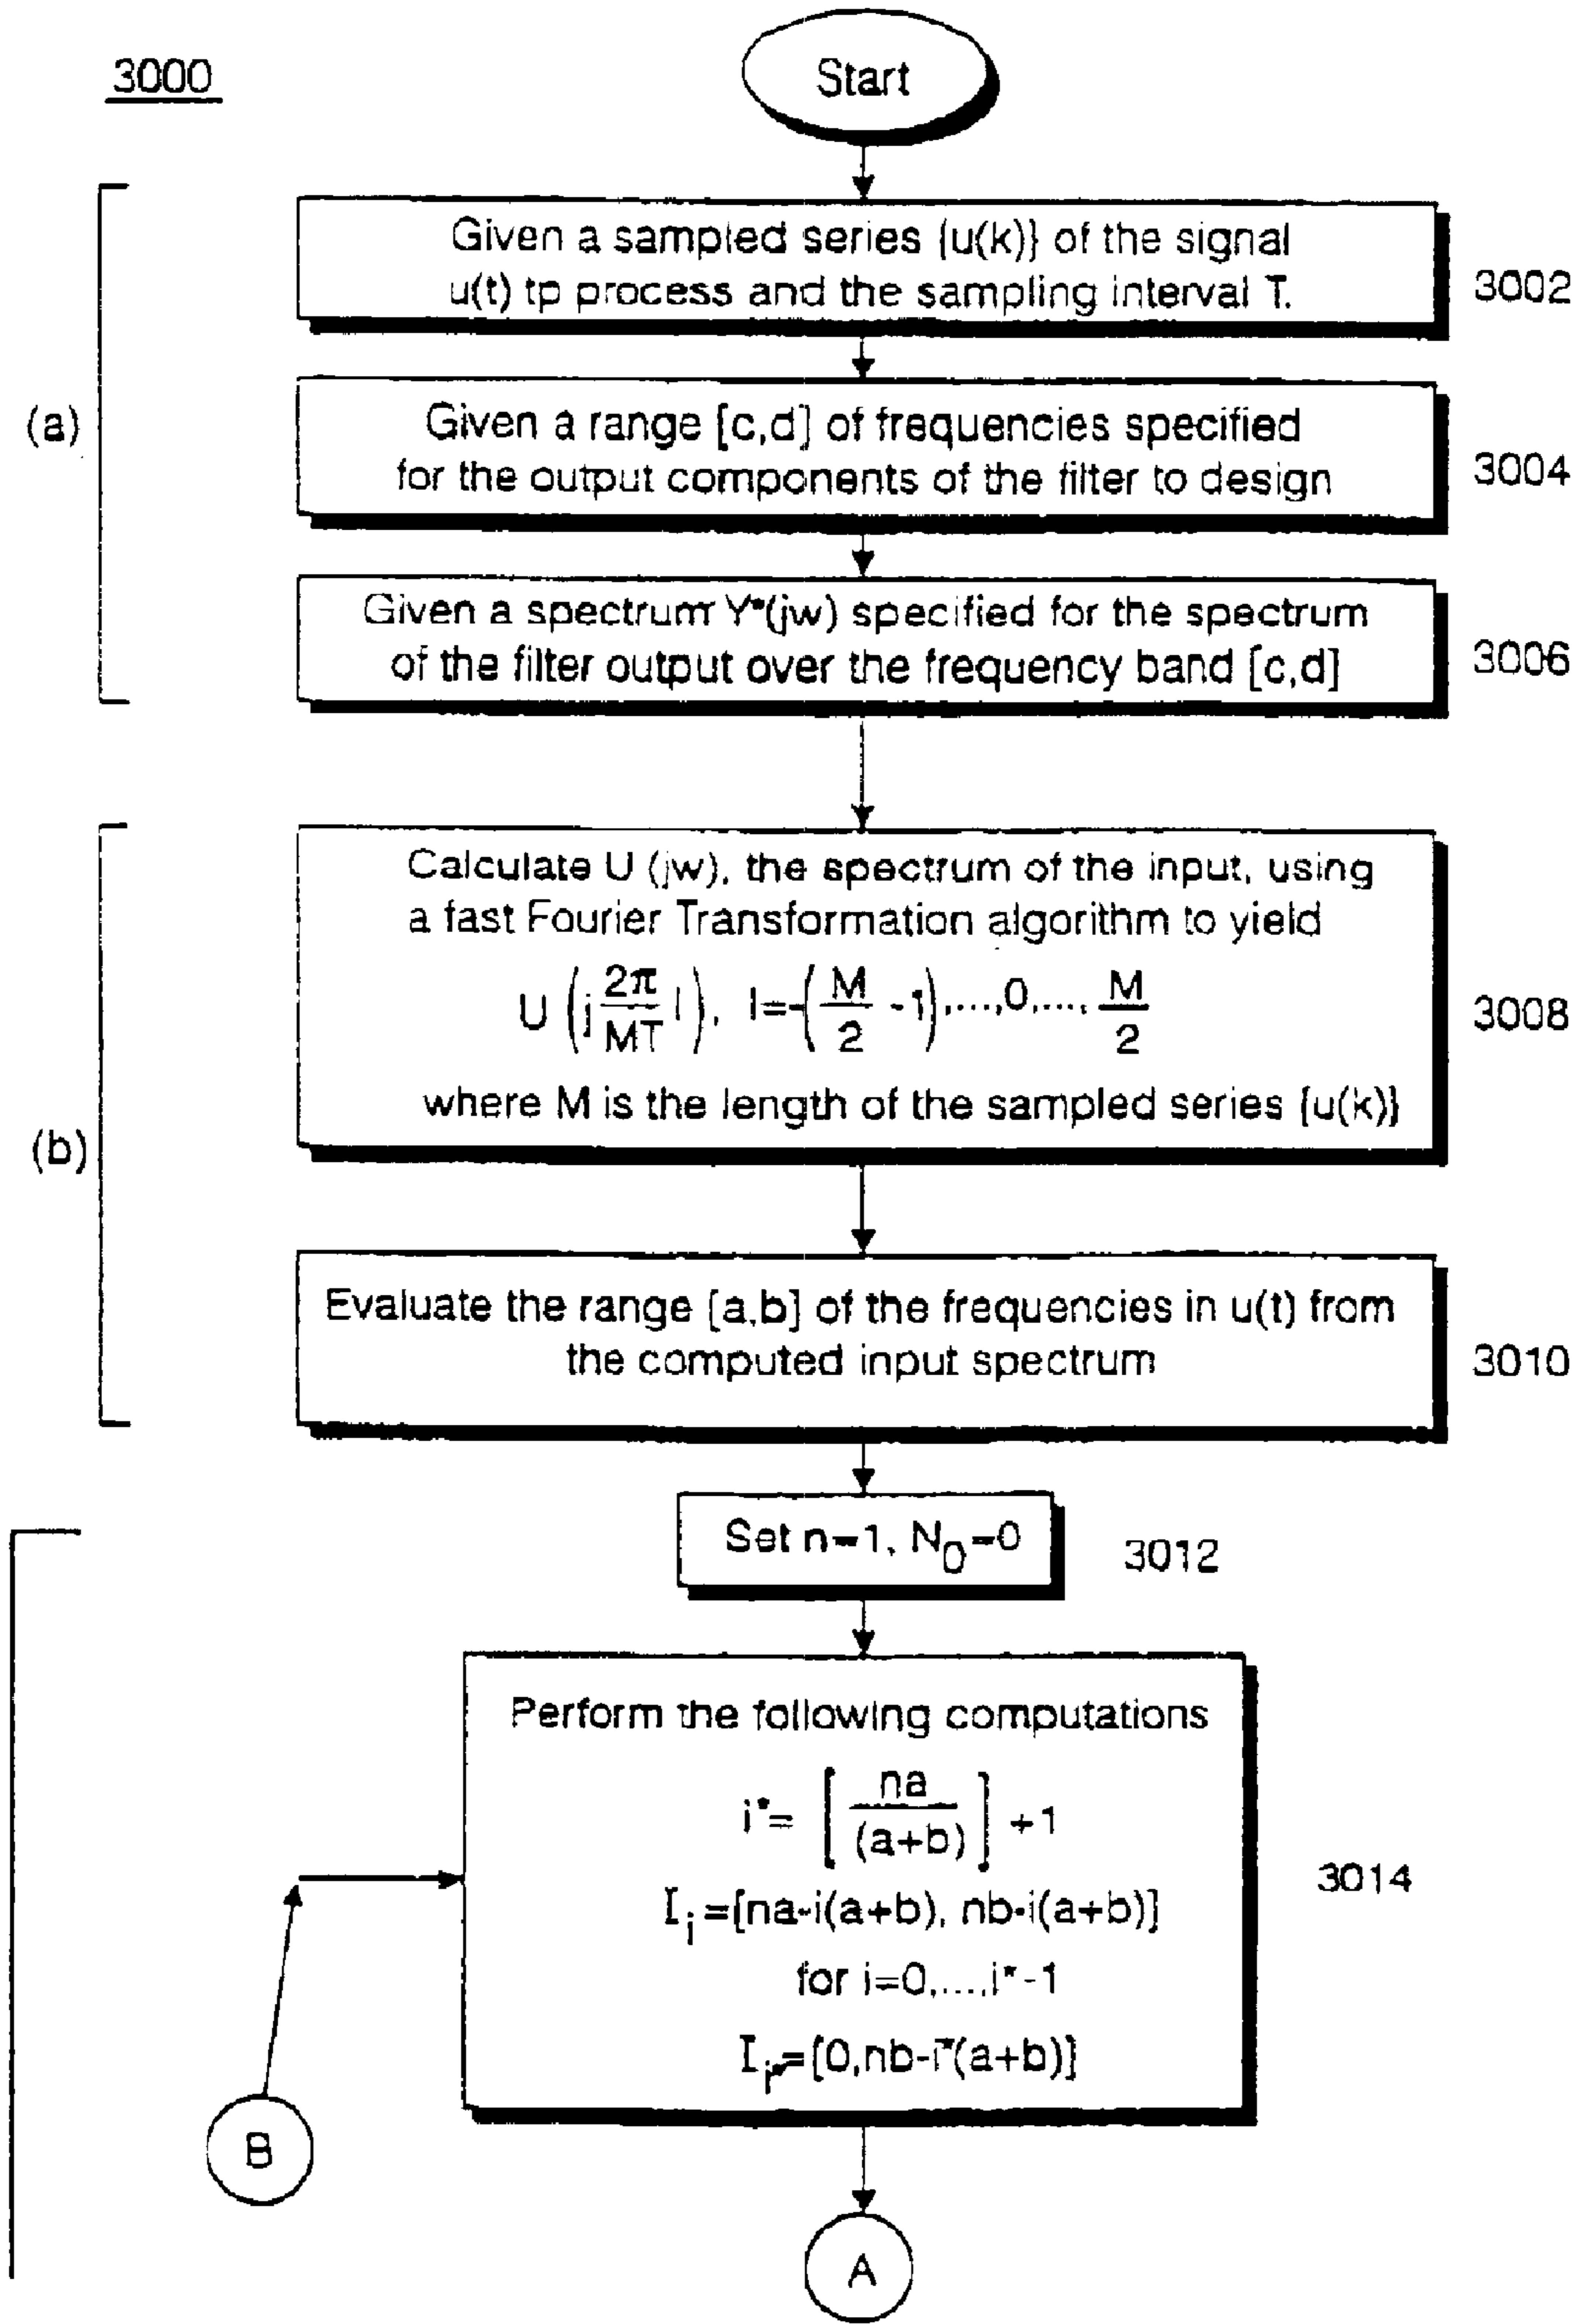 3000
Start
Given a sampled series {u(k)} of the signal
u(t) tp process and the sampling interval T.
3002
(a)
Given a range [c,d] of frequencies specified
for the output components of the filter to design
3004
Given a spectrum Y*(jw) specified for the spectrum
of the filter output over the frequency band [c,d]
3006
Calculate U (jw), the spectrum of the input, using
a fast Fourier Transformation algorithm to yield
U (j 2π/MT l), l=-(M/2 -1),...,0,..., M/2
3008
where M is the length of the sampled series {u(k)}
(b)
Evaluate the range [a,b] of the frequencies in u(t) from
the computed input spectrum
3010
Set n=1, N₀=0
3012
Perform the following computations
i*= [ na/(a+b) ] +1
3014
Iᵢ=[na-i(a+b), nb-i(a+b)]
for i=0,...,i*-1
Iᵢ*=[0,nb-i*(a+b)]
B
A